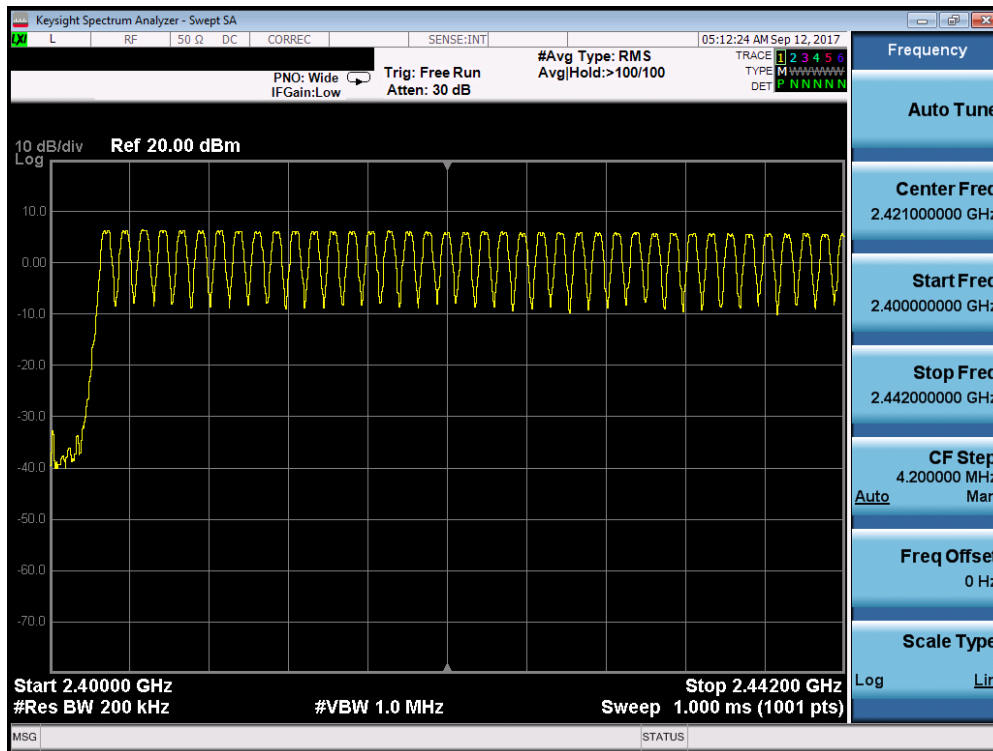 Keysight Spectrum Analyzer - Swept SA
LXI L RF 50 Ω DC CORREC SENSE:INT 05:12:24 AM Sep 12, 2017
PNO: Wide
IFGain:Low
Trig: Free Run
Atten: 30 dB
#Avg Type: RMS
Avg|Hold:>100/100
TRACE 1 2 3 4 5 6
TYPE M WWWWW
DET P N N N N N
10 dB/div
Log
Ref 20.00 dBm
10.0
0.00
-10.0
-20.0
-30.0
-40.0
-50.0
-60.0
-70.0
Start 2.40000 GHz
Stop 2.44200 GHz
#Res BW 200 kHz
#VBW 1.0 MHz
Sweep 1.000 ms (1001 pts)
MSG
STATUS
Frequency
Auto Tune
Center Freq
2.421000000 GHz
Start Freq
2.400000000 GHz
Stop Freq
2.442000000 GHz
CF Step
4.200000 MHz
Auto Man
Freq Offset
0 Hz
Scale Type
Log Lin